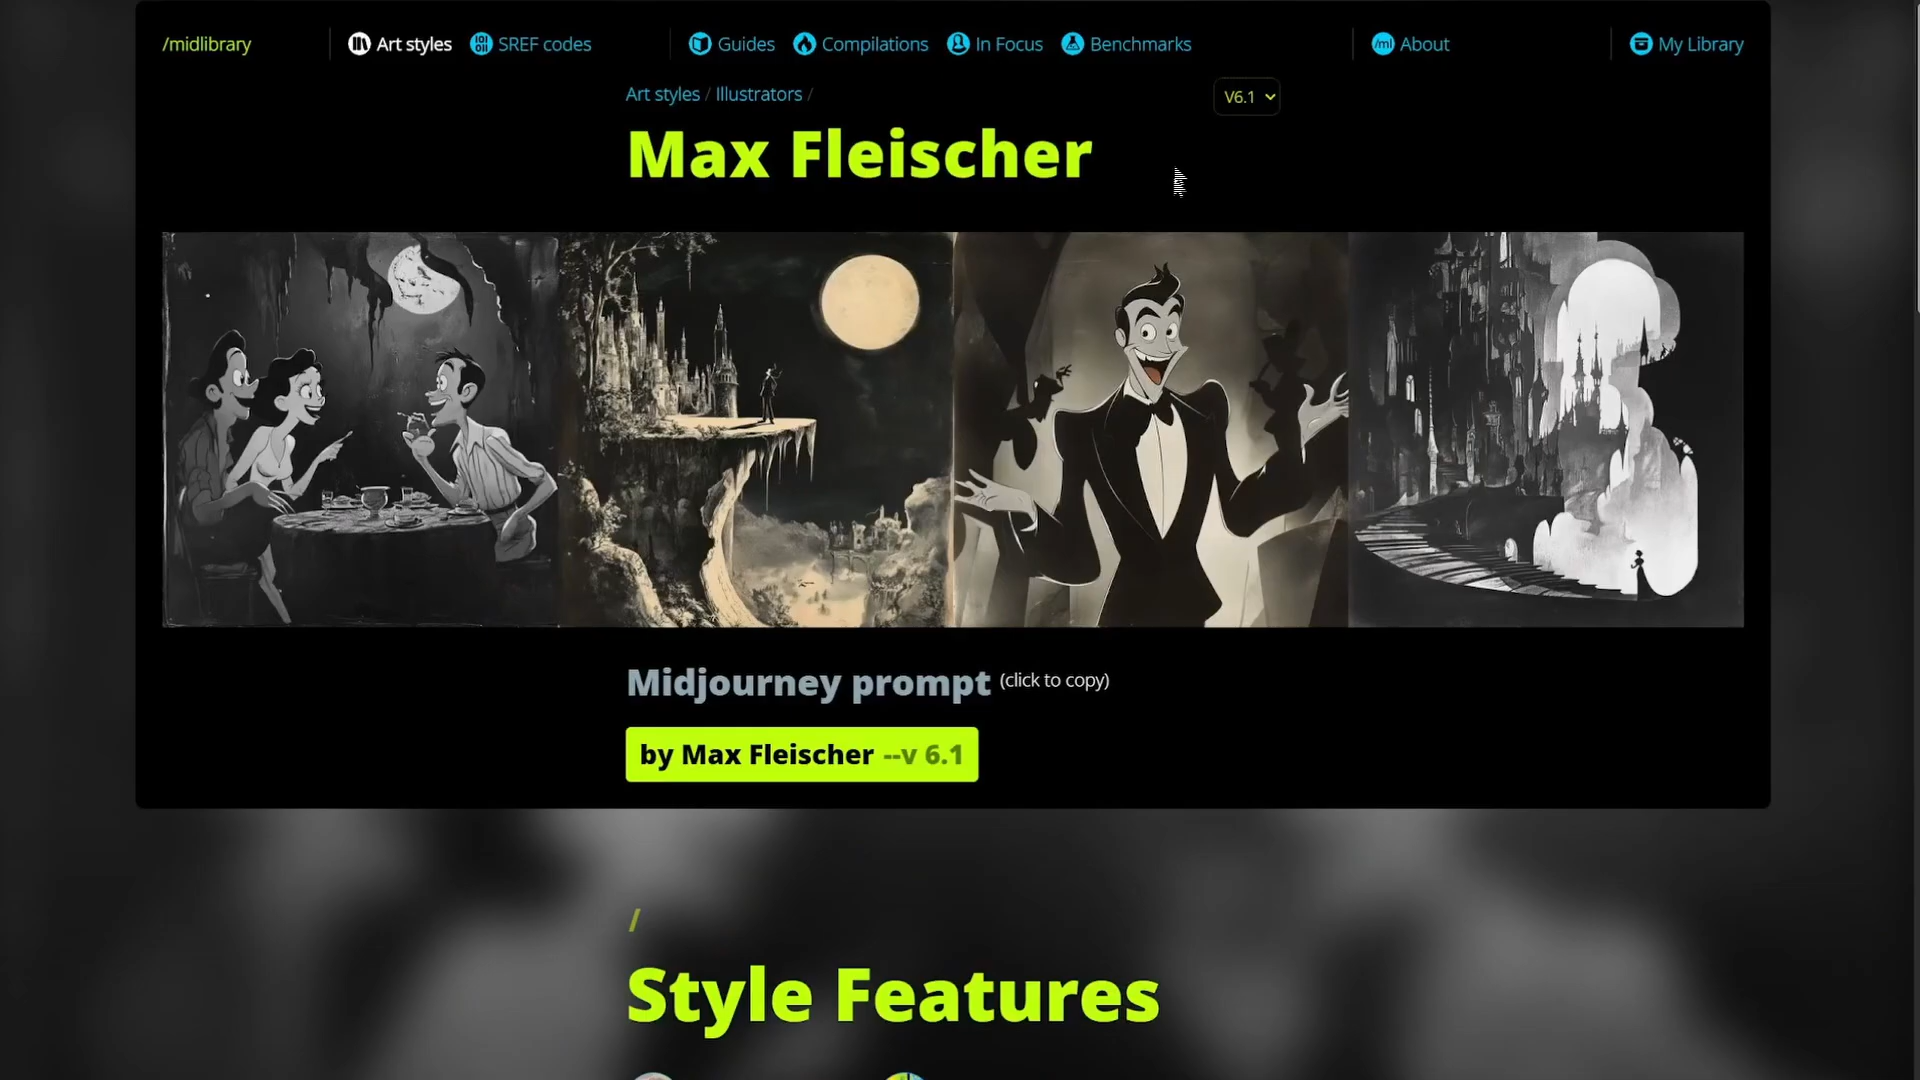 /midlibrary
Art styles
SREF codes
Guides
Compilations
In Focus
Benchmarks
/ml About
My Library
Art styles / Illustrators /
V6.1
Max Fleischer
Midjourney prompt (click to copy)
by Max Fleischer --v 6.1
/
Style Features